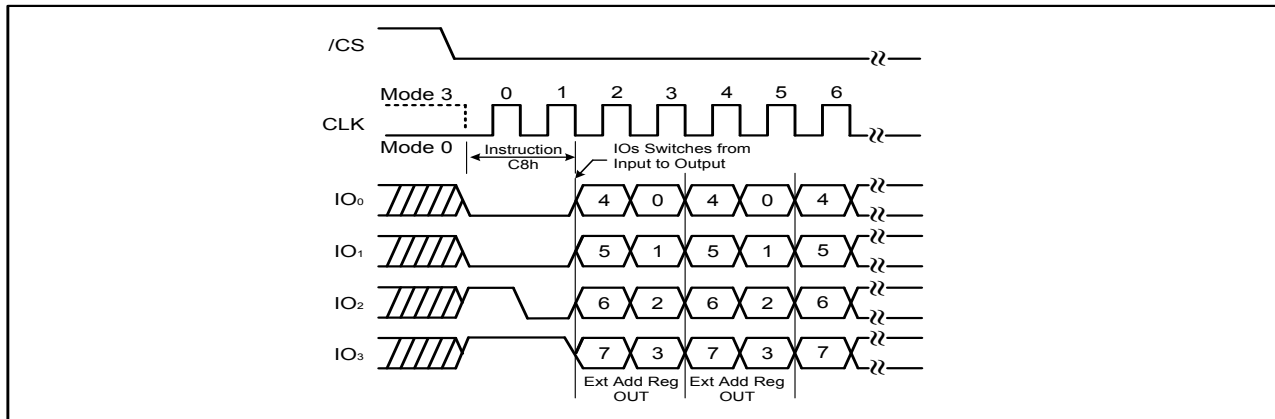 /CS
Mode 3 0 1 2 3 4 5 6
CLK
Mode 0
Instruction
C8h
IOs Switches from
Input to Output
IO₀ 4 0 4 0 4
IO₁ 5 1 5 1 5
IO₂ 6 2 6 2 6
IO₃ 7 3 7 3 7
Ext Add Reg
OUT
Ext Add Reg
OUT